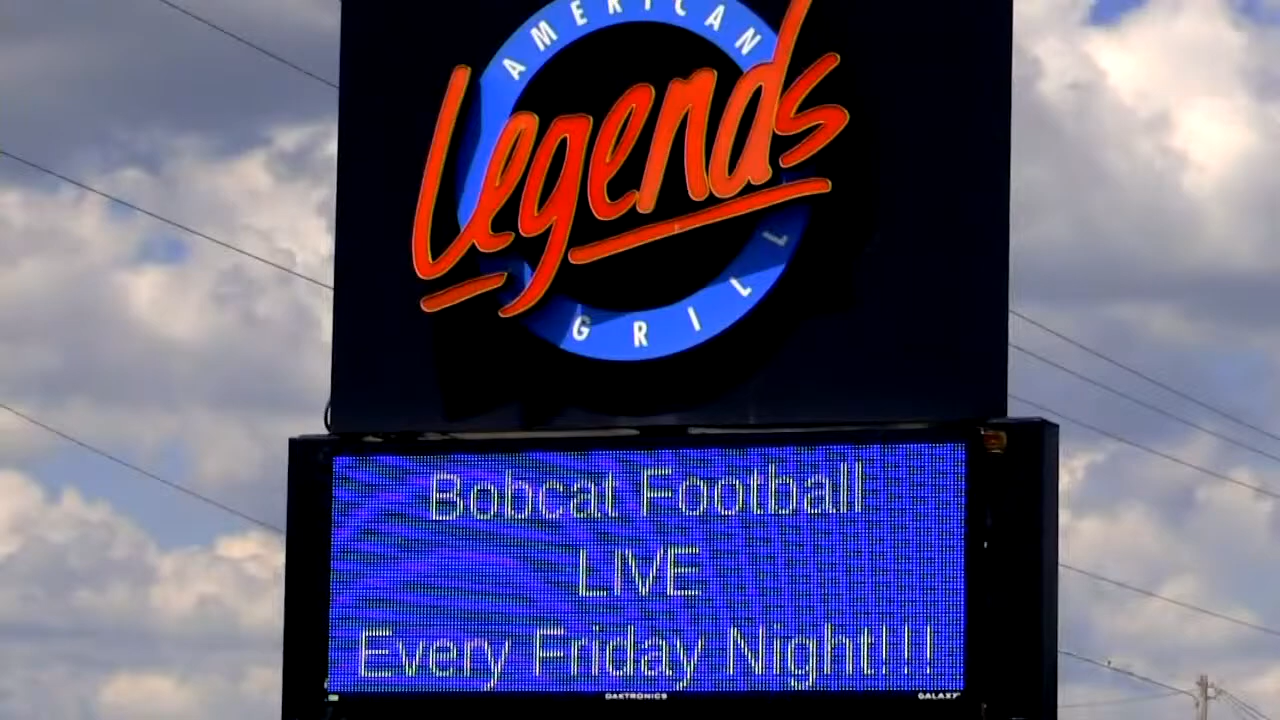 AMERICAN
Legends
GRILL
Bobcat Football
LIVE
Every Friday Night!!!
DAKTRONICS
GALAXY